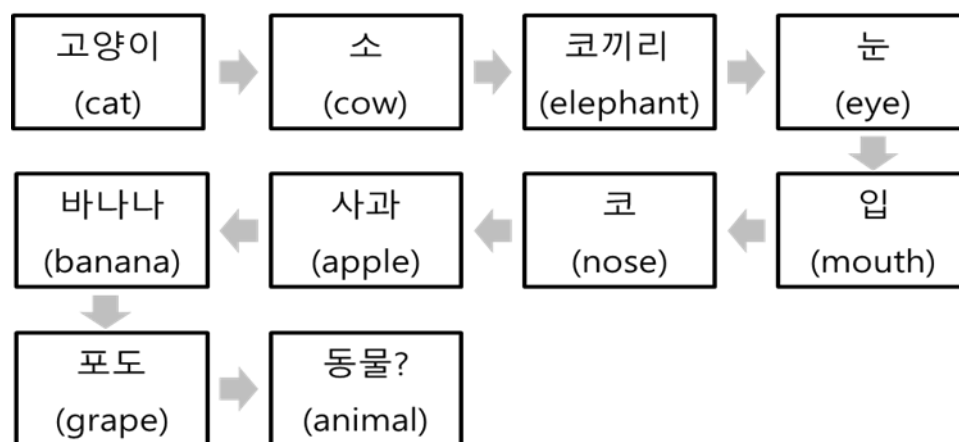 고양이
(cat)
소
(cow)
코끼리
(elephant)
눈
(eye)
입
(mouth)
코
(nose)
사과
(apple)
바나나
(banana)
포도
(grape)
동물?
(animal)